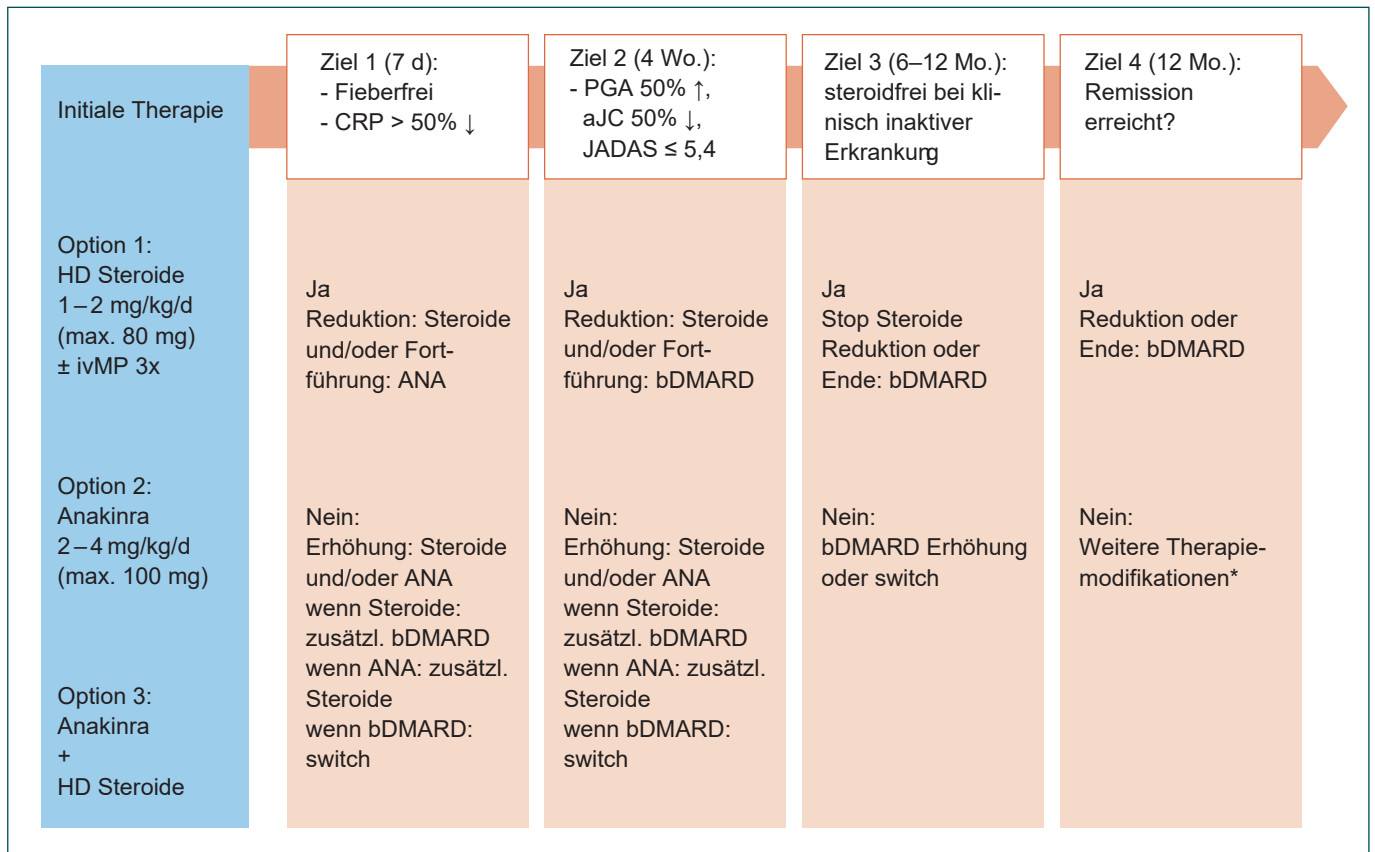 Initiale Therapie
Option 1:
HD Steroide
1–2 mg/kg/d
(max. 80 mg)
± ivMP 3x
Option 2:
Anakinra
2–4 mg/kg/d
(max. 100 mg)
Option 3:
Anakinra
+
HD Steroide
Ziel 1 (7 d):
- Fieberfrei
- CRP > 50% ↓
Ja
Reduktion: Steroide
und/oder Fort-
führung: ANA
Nein:
Erhöhung: Steroide
und/oder ANA
wenn Steroide:
zusätzl. bDMARD
wenn ANA: zusätzl.
Steroide
wenn bDMARD:
switch
Ziel 2 (4 Wo.):
- PGA 50% ↑,
aJC 50% ↓,
JADAS ≤ 5,4
Ja
Reduktion: Steroide
und/oder Fort-
führung: bDMARD
Nein:
Erhöhung: Steroide
und/oder ANA
wenn Steroide:
zusätzl. bDMARD
wenn ANA: zusätzl.
Steroide
wenn bDMARD:
switch
Ziel 3 (6–12 Mo.):
steroidfrei bei kli-
nisch inaktiver
Erkrankung
Ja
Stop Steroide
Reduktion oder
Ende: bDMARD
Nein:
bDMARD Erhöhung
oder switch
Ziel 4 (12 Mo.):
Remission
erreicht?
Ja
Reduktion oder
Ende: bDMARD
Nein:
Weitere Therapie-
modifikationen*